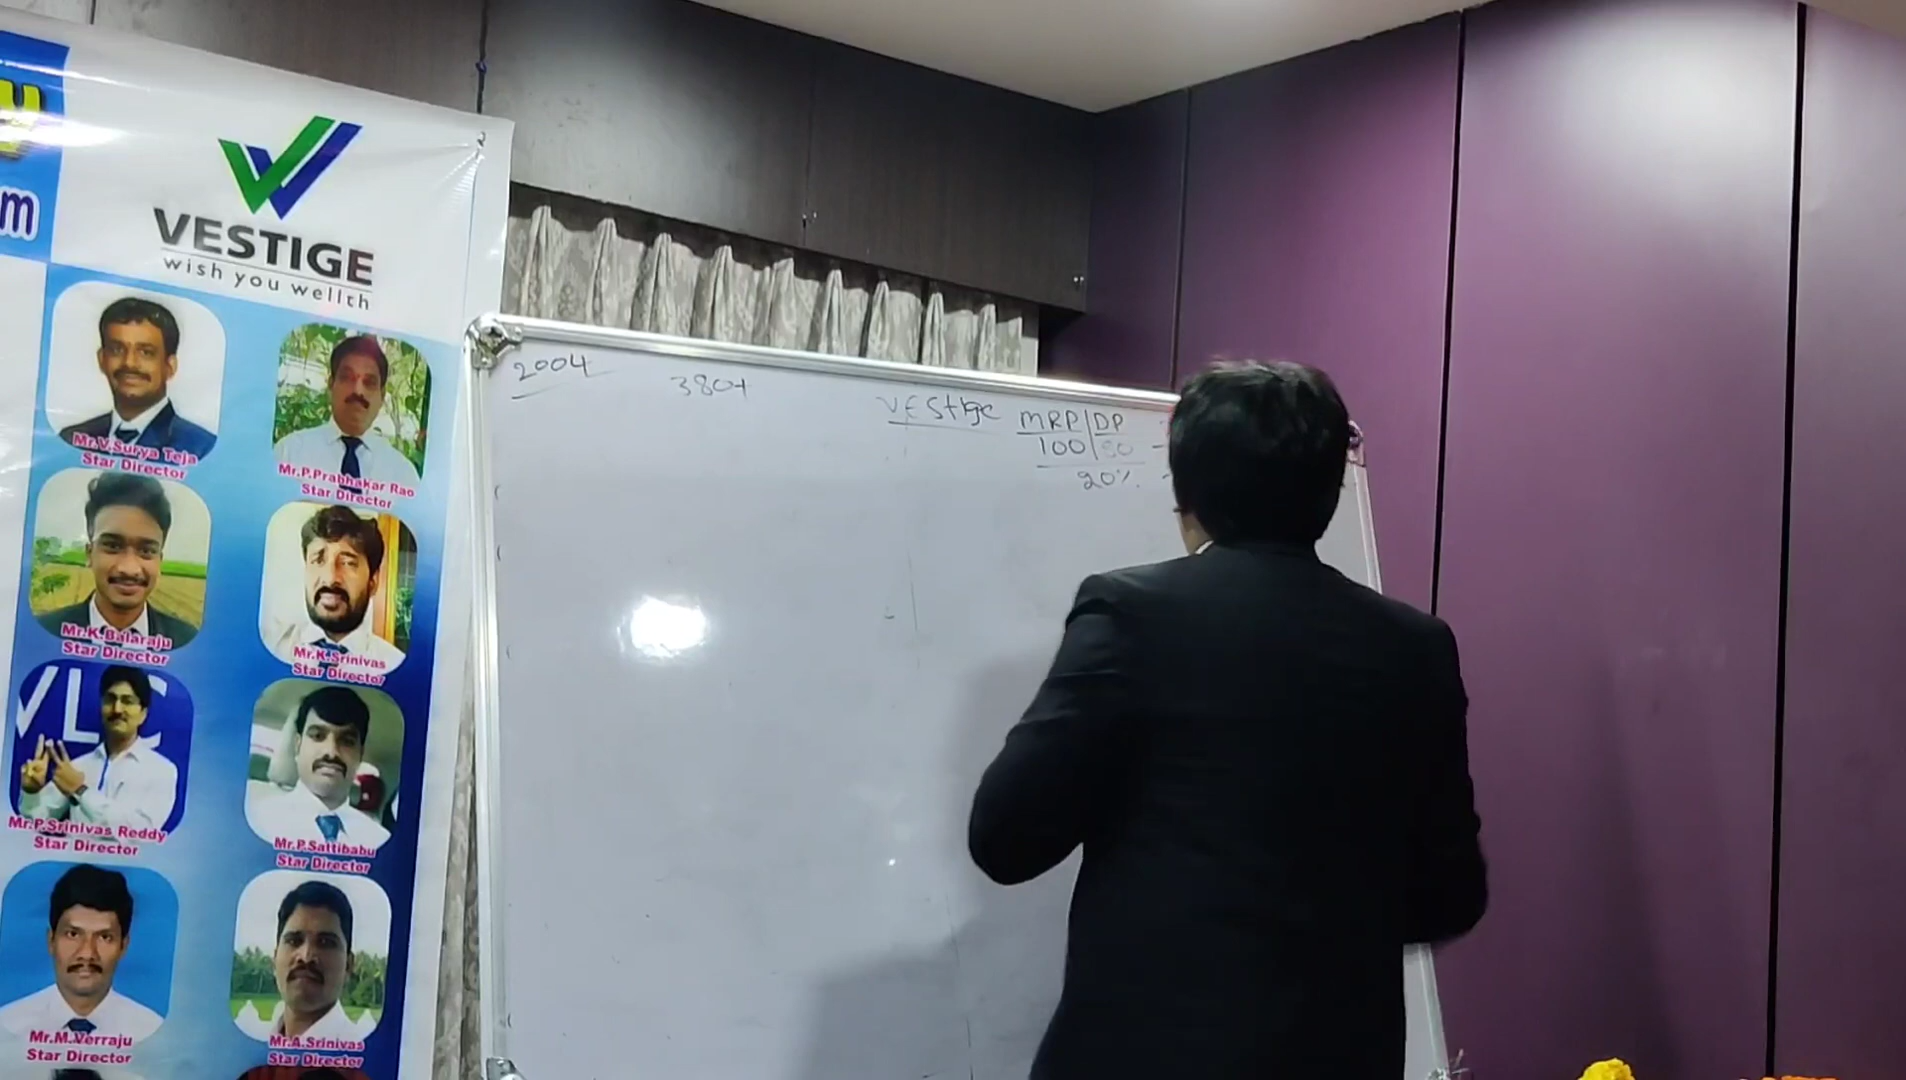 y
m
VESTIGE
wish you wellth
Mr.V.Surya Teja
Star Director
Mr.P.Prabhakar Rao
Star Director
Mr.K.Balaraju
Star Director
Mr.K.Srinivas
Star Director
VLC
Mr.P.Srinivas Reddy
Star Director
Mr.P.Sattibabu
Star Director
Mr.M.Verraju
Star Director
Mr.A.Srinivas
Star Director
2004
380+
VEStige
MRP|DP
100|80
20%